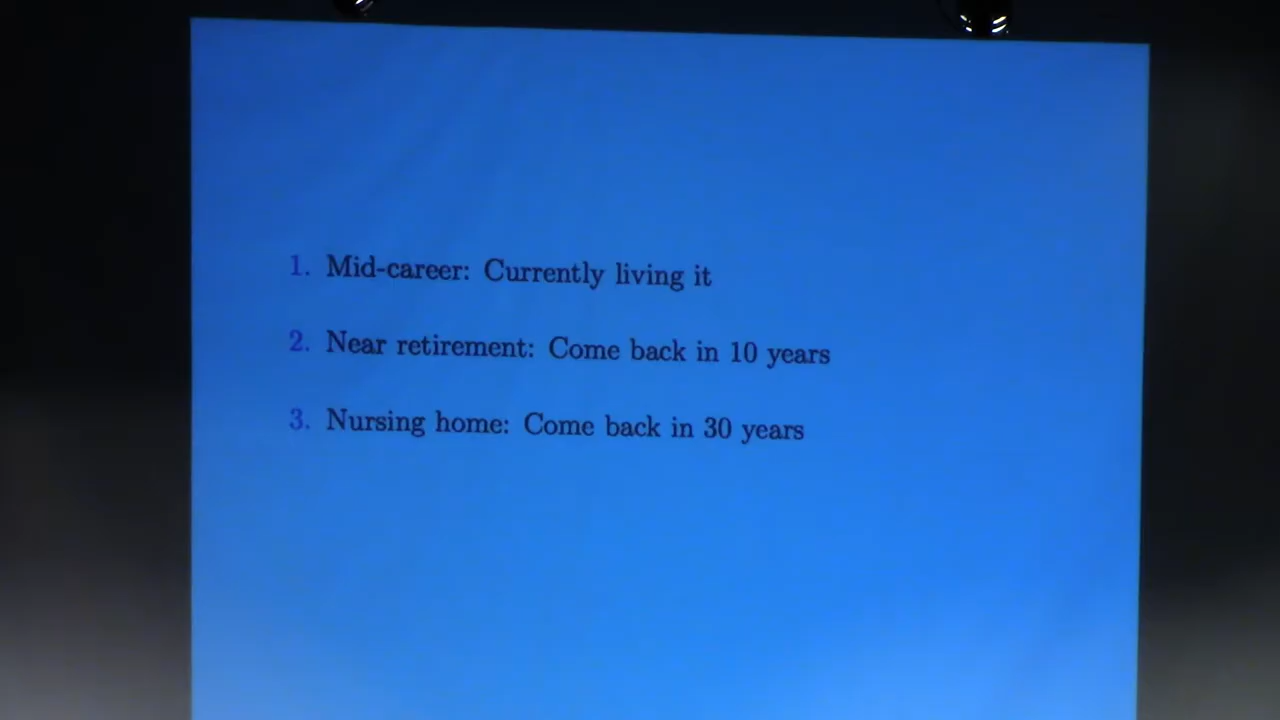 1. Mid-career: Currently living it
2. Near retirement: Come back in 10 years
3. Nursing home: Come back in 30 years